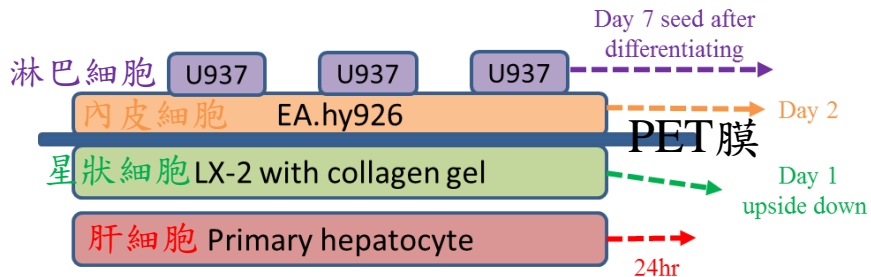 Day 7 seed after
differentiating
淋巴細胞 U937 U937 U937
內皮細胞 EA.hy926
Day 2
PET膜
星狀細胞 LX-2 with collagen gel
Day 1
upside down
肝細胞 Primary hepatocyte
24hr